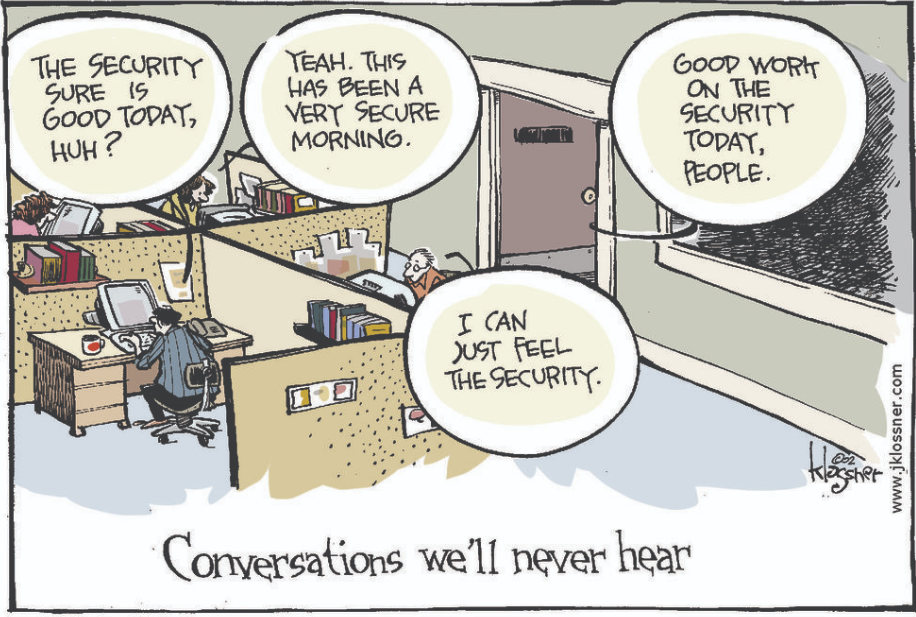 THE SECURITY
SURE IS
GOOD TODAY,
HUH?
YEAH. THIS
HAS BEEN A
VERY SECURE
MORNING.
GOOD WORK
ON THE
SECURITY
TODAY,
PEOPLE.
I CAN
JUST FEEL
THE SECURITY.
©02
klossner
www.jklossner.com
Conversations we'll never hear